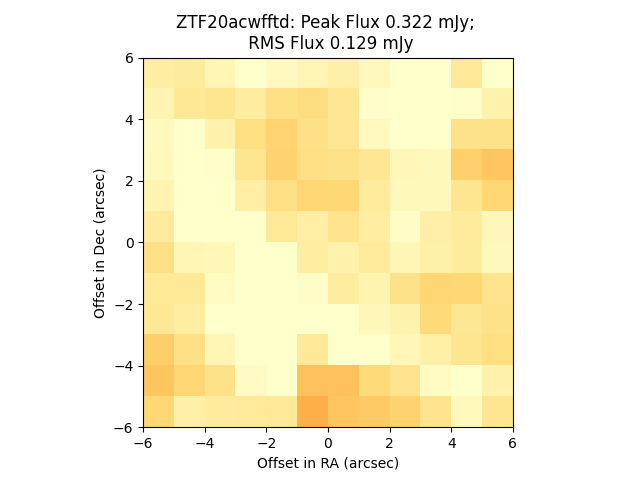 ZTF20acwfftd: Peak Flux 0.322 mJy;
RMS Flux 0.129 mJy
6
4
2
0
−2
−4
−6
Offset in Dec (arcsec)
−6 −4 −2 0 2 4 6
Offset in RA (arcsec)